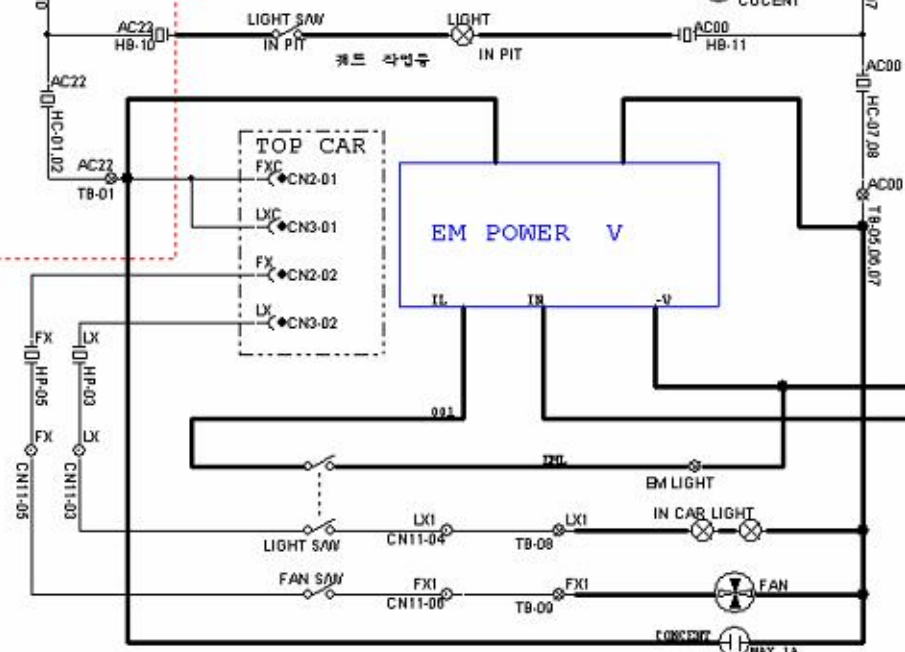 LIGHT S/W
LIGHT
AC22
HB-10
IN PIT
IN PIT
AC00
HB-11
피트 작업등
AC22
HC-01,02
AC00
HC-07,08
TOP CAR
AC22
TB-01
FXC
CN2-01
LXC
CN3-01
FX
CN2-02
LX
CN3-02
EM POWER V
IL
IN
-V
AC00
TB-05,06,07
FX
HP-05
LX
HP-03
FX
CN11-05
LX
CN11-03
001
EML
EM LIGHT
LIGHT S/W
LX1
CN11-04
LX1
TB-08
IN CAR LIGHT
FAN S/W
FX1
CN11-06
FX1
TB-09
FAN
CONCENT
MAX 1A